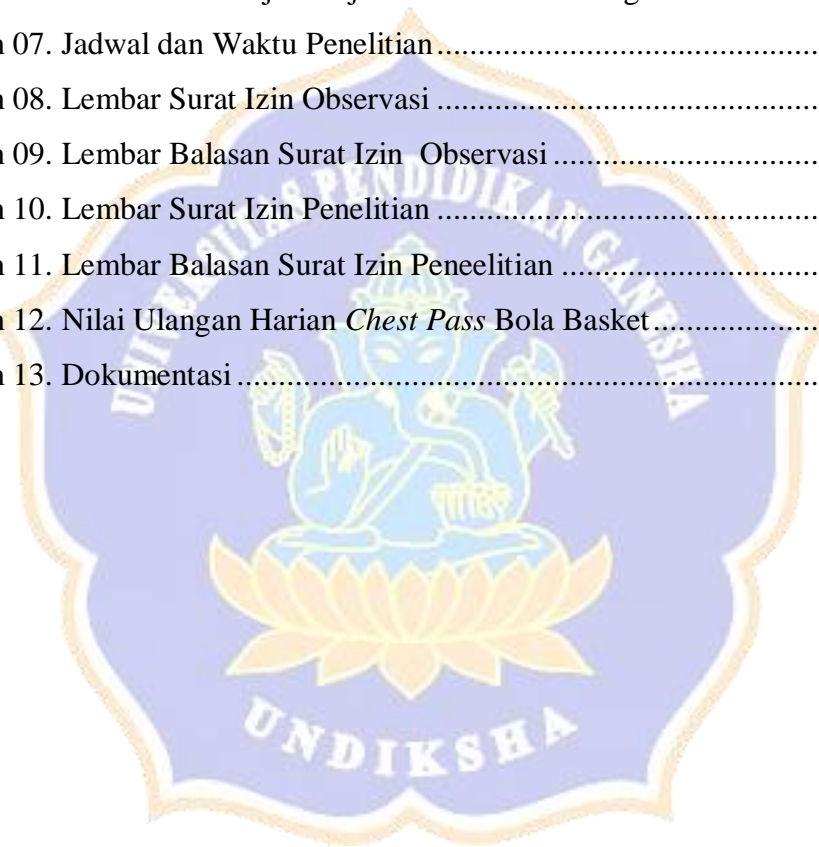 n 07. Jadwal dan Waktu Penelitian....................................................
n 08. Lembar Surat Izin Observasi ....................................................
n 09. Lembar Balasan Surat Izin  Observasi....................................
n 10. Lembar Surat Izin Penelitian ...................................................
n 11. Lembar Balasan Surat Izin Peneelitian ...................................
n 12. Nilai Ulangan Harian Chest Pass Bola Basket.......................
n 13. Dokumentasi..............................................................................
UNIVERSITAS PENDIDIKAN GANESHA
UNDIKSHA